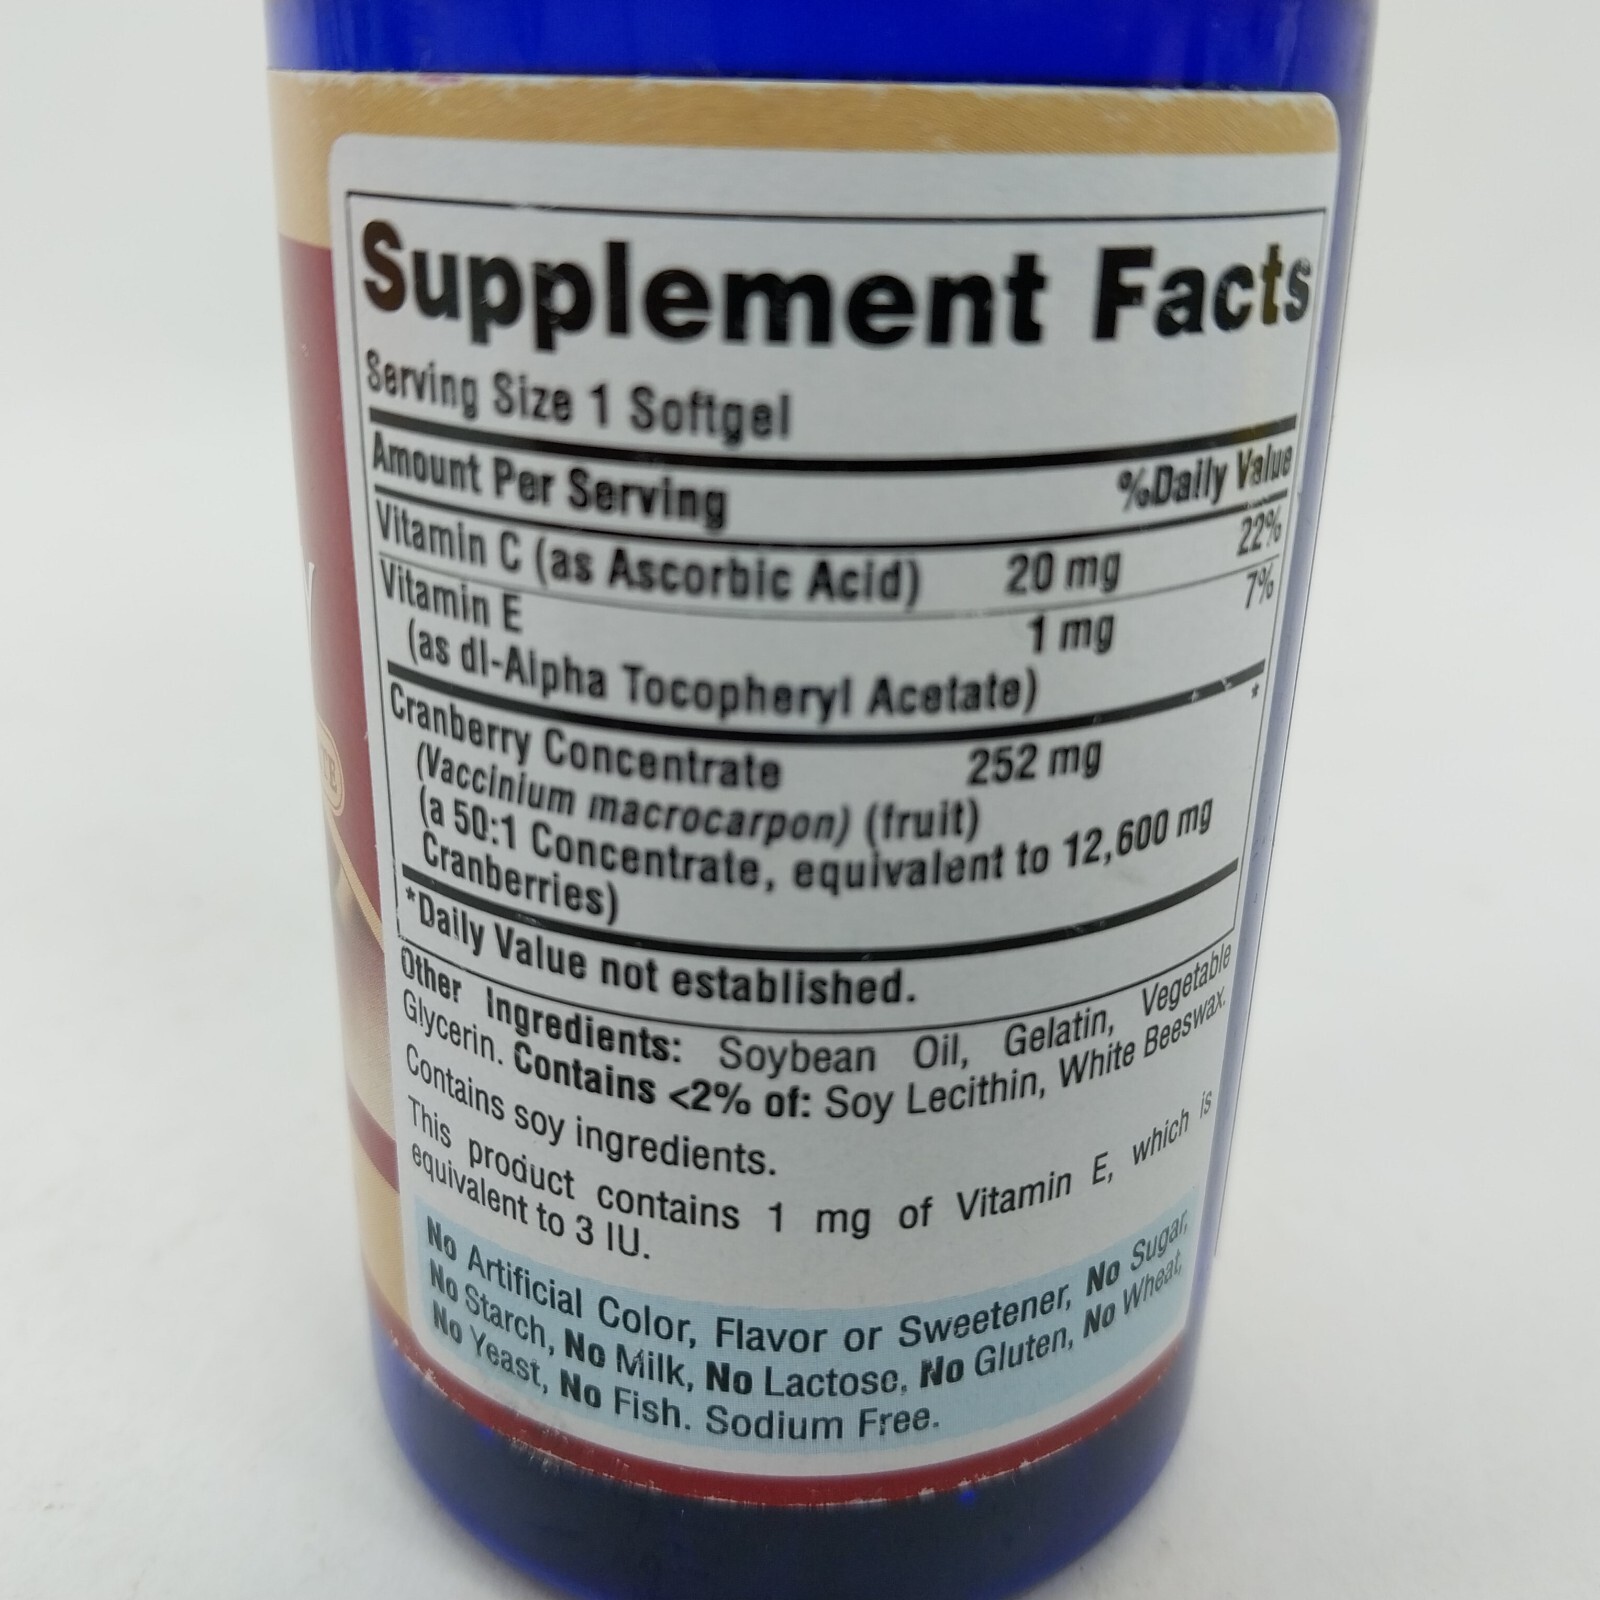 Supplement Facts
Serving Size 1 Softgel
Amount Per Serving %Daily Value
Vitamin C (as Ascorbic Acid) 20 mg 22%
Vitamin E 1 mg 7%
(as dl-Alpha Tocopheryl Acetate)
Cranberry Concentrate 252 mg *
(Vaccinium macrocarpon) (fruit)
(a 50:1 Concentrate, equivalent to 12,600 mg
Cranberries)
*Daily Value not established.
Other Ingredients: Soybean Oil, Gelatin, Vegetable
Glycerin. Contains <2% of: Soy Lecithin, White Beeswax.
Contains soy ingredients.
This product contains 1 mg of Vitamin E, which is
equivalent to 3 IU.
No Artificial Color, Flavor or Sweetener, No Sugar,
No Starch, No Milk, No Lactose, No Gluten, No Wheat,
No Yeast, No Fish. Sodium Free.